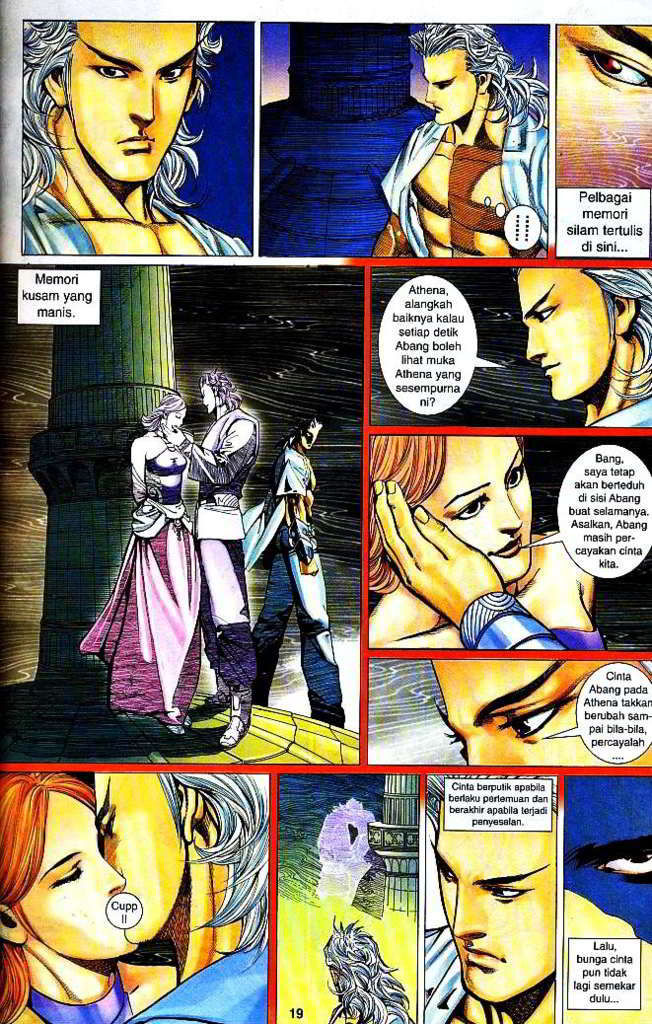 Pelbagai
memori
silam tertulis
di sini...
Memori
kusam yang
manis.
Athena,
alangkah
baiknya kalau
setiap detik
Abang boleh
lihat muka
Athena yang
sesempurna
ni?
Bang,
saya tetap
akan berteduh
di sisi Abang
buat selamanya.
Asalkan, Abang
masih per-
cayakan cinta
kita.
Cinta
Abang pada
Athena takkan
berubah sam-
pai bila-bila,
percayalah
....
Cupp
!!
Cinta berputik apabila
berlaku pertemuan dan
berakhir apabila terjadi
penyesalan.
Lalu,
bunga cinta
pun tidak
lagi semekar
dulu...
19